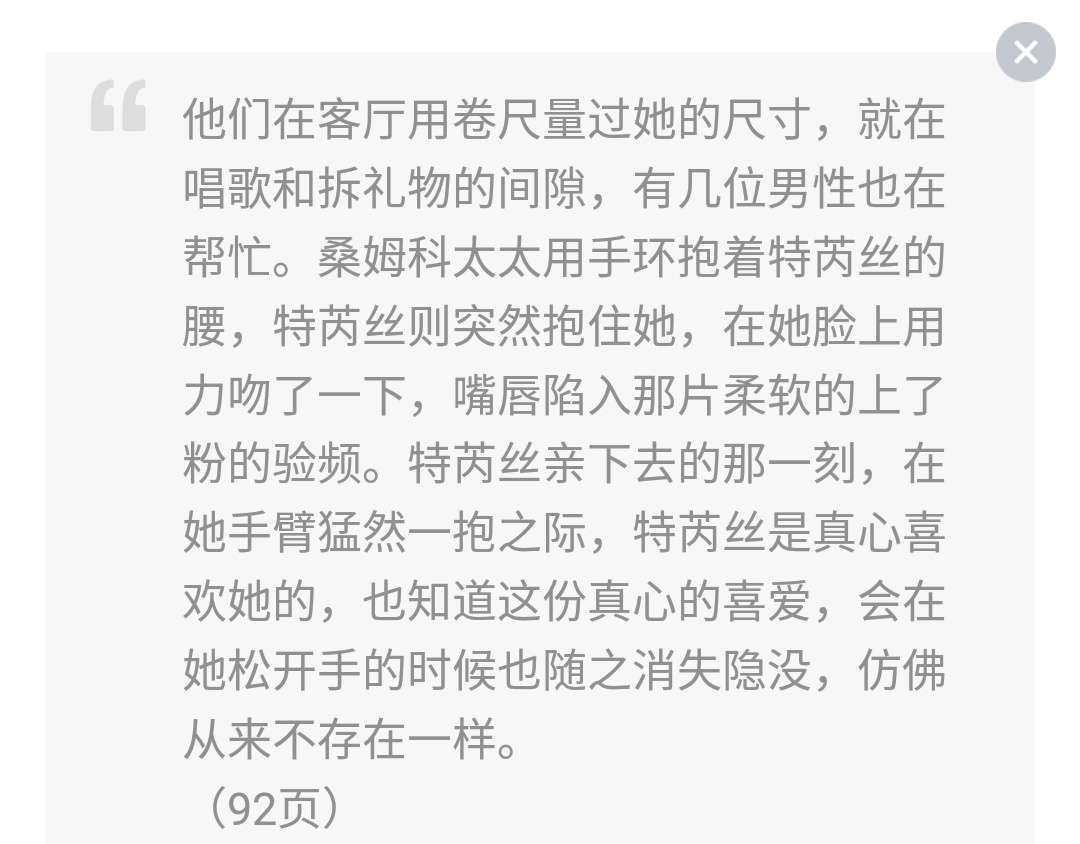 他们在客厅用卷尺量过她的尺寸，就在
唱歌和拆礼物的间隙，有几位男性也在
帮忙。桑姆科太太用手环抱着特芮丝的
腰，特芮丝则突然抱住她，在她脸上用
力吻了一下，嘴唇陷入那片柔软的上了
粉的验频。特芮丝亲下去的那一刻，在
她手臂猛然一抱之际，特芮丝是真心喜
欢她的，也知道这份真心的喜爱，会在
她松开手的时候也随之消失隐没，仿佛
从来不存在一样。
（92页）